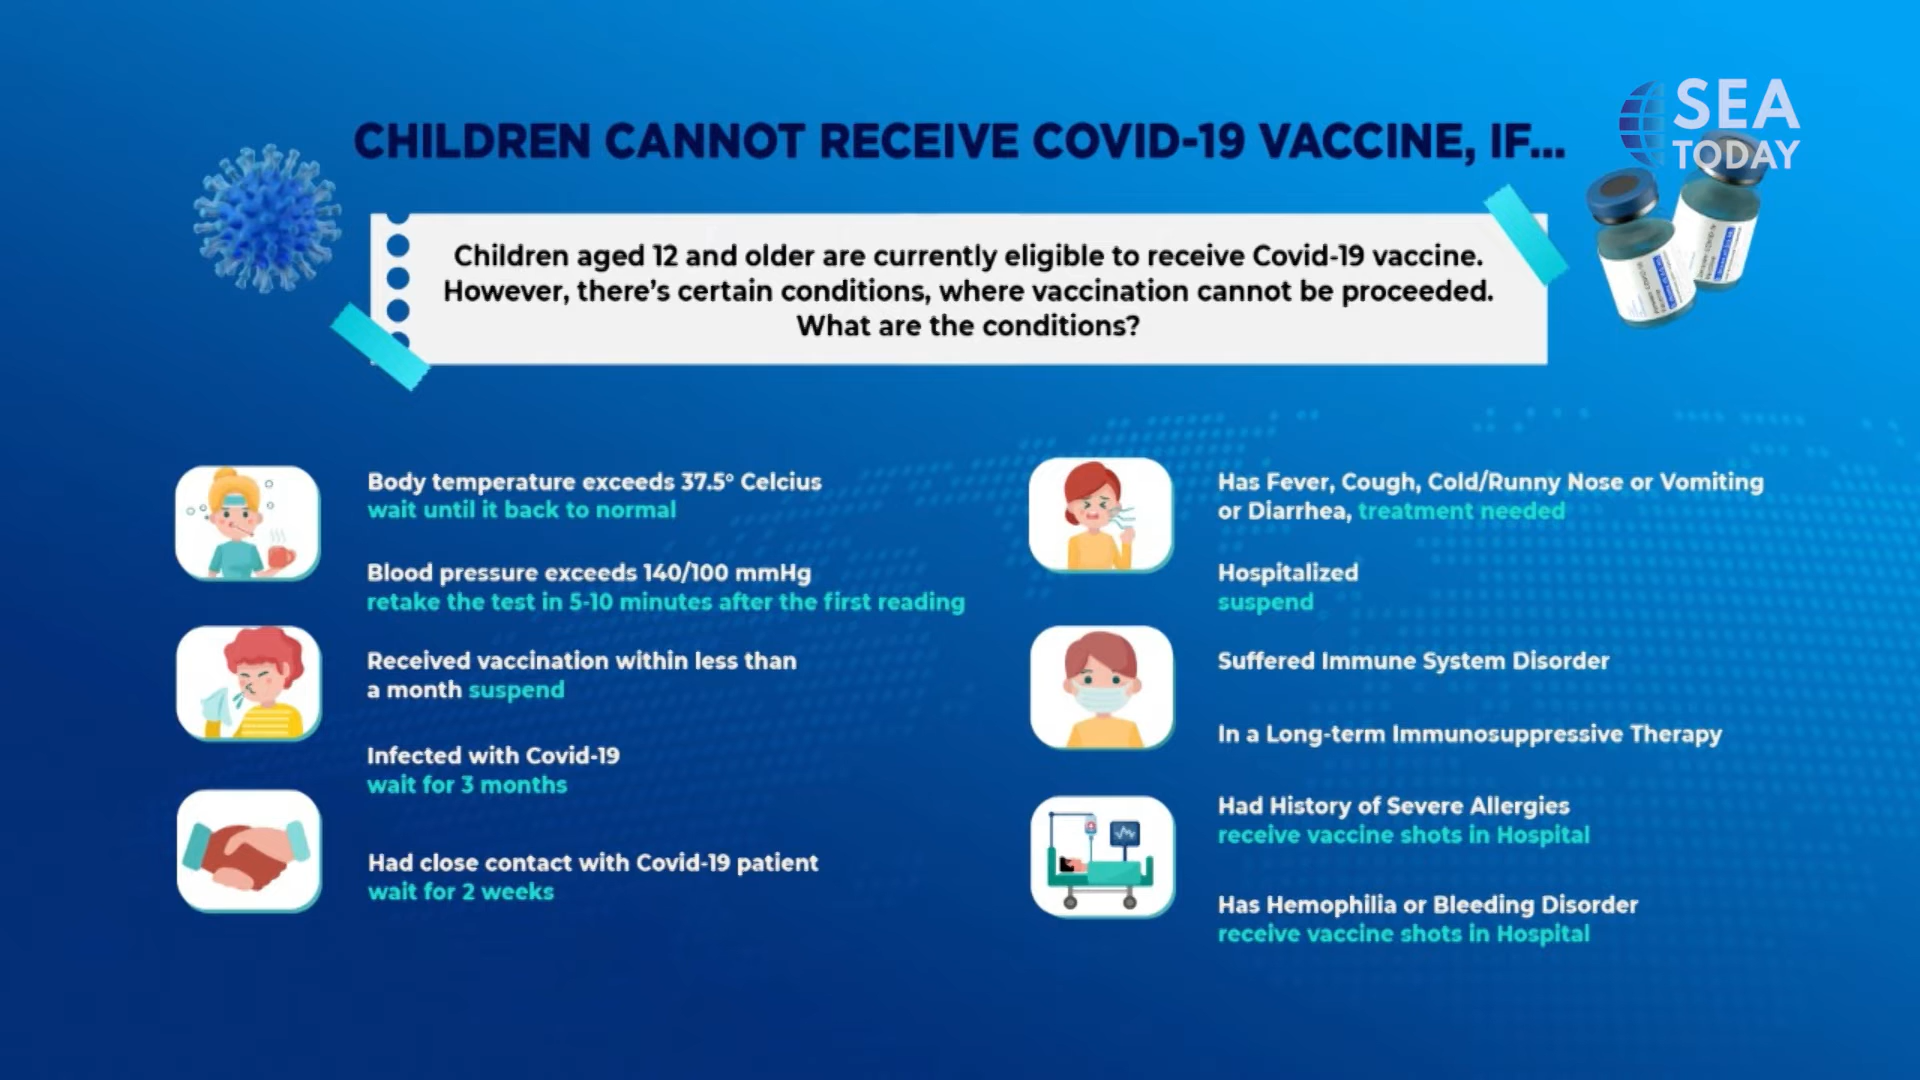 SEA
TODAY
CHILDREN CANNOT RECEIVE COVID-19 VACCINE, IF...
Children aged 12 and older are currently eligible to receive Covid-19 vaccine.
However, there's certain conditions, where vaccination cannot be proceeded.
What are the conditions?
Body temperature exceeds 37.5° Celcius
wait until it back to normal
Blood pressure exceeds 140/100 mmHg
retake the test in 5-10 minutes after the first reading
Received vaccination within less than
a month suspend
Infected with Covid-19
wait for 3 months
Had close contact with Covid-19 patient
wait for 2 weeks
Has Fever, Cough, Cold/Runny Nose or Vomiting
or Diarrhea, treatment needed
Hospitalized
suspend
Suffered Immune System Disorder
In a Long-term Immunosuppressive Therapy
Had History of Severe Allergies
receive vaccine shots in Hospital
Has Hemophilia or Bleeding Disorder
receive vaccine shots in Hospital